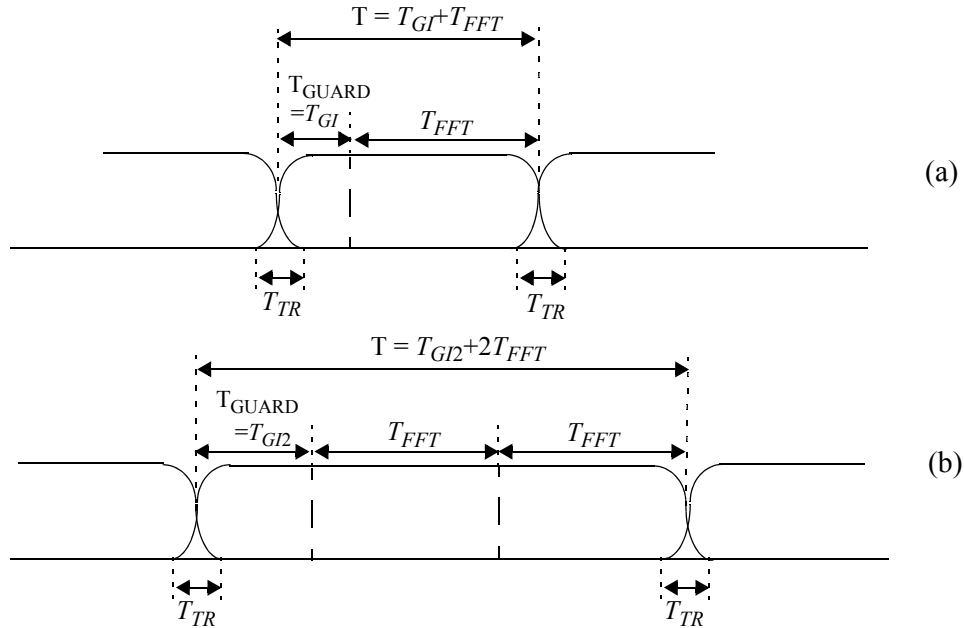 T = T_GI+T_FFT
T_GUARD
=T_GI
T_FFT
(a)
T_TR
T_TR
T = T_GI2+2T_FFT
T_GUARD
=T_GI2
T_FFT
T_FFT
(b)
T_TR
T_TR